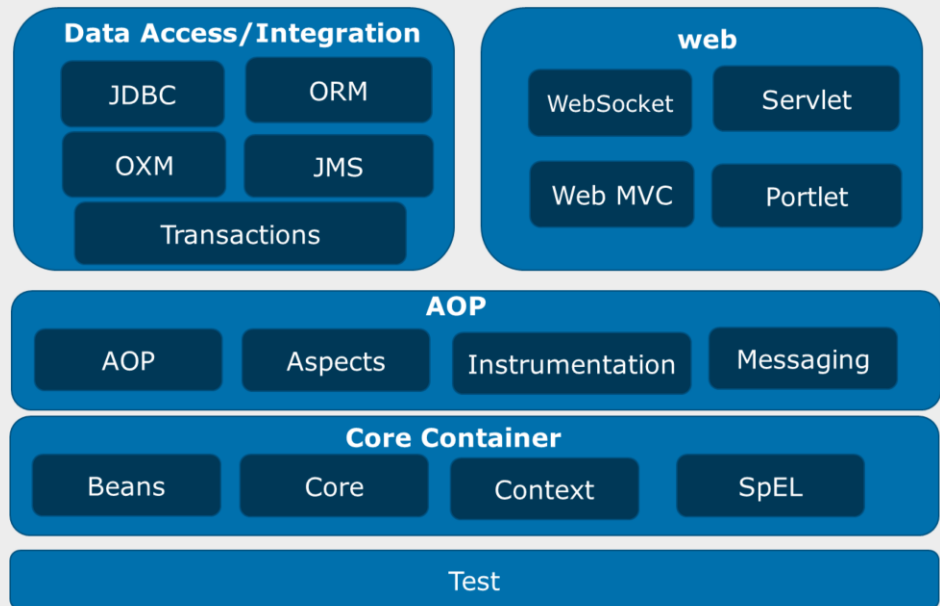 Data Access/Integration
JDBC
ORM
OXM
JMS
Transactions
web
WebSocket
Servlet
Web MVC
Portlet
AOP
AOP
Aspects
Instrumentation
Messaging
Core Container
Beans
Core
Context
SpEL
Test